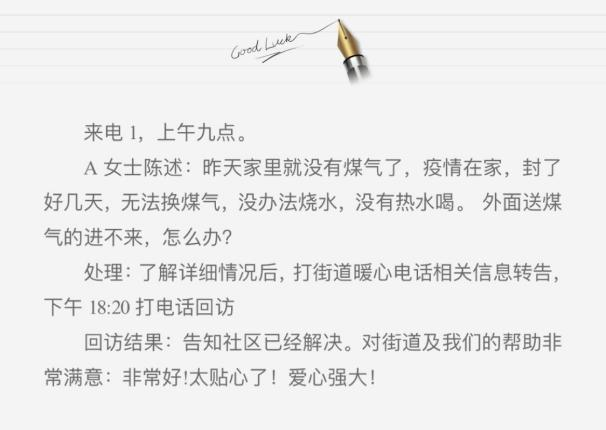 Good Luck
来电 1，上午九点。
A 女士陈述：昨天家里就没有煤气了，疫情在家，封了
好几天，无法换煤气，没办法烧水，没有热水喝。 外面送煤
气的进不来，怎么办？
处理：了解详细情况后，打街道暖心电话相关信息转告，
下午 18:20 打电话回访
回访结果：告知社区已经解决。对街道及我们的帮助非
常满意：非常好！太贴心了！爱心强大！